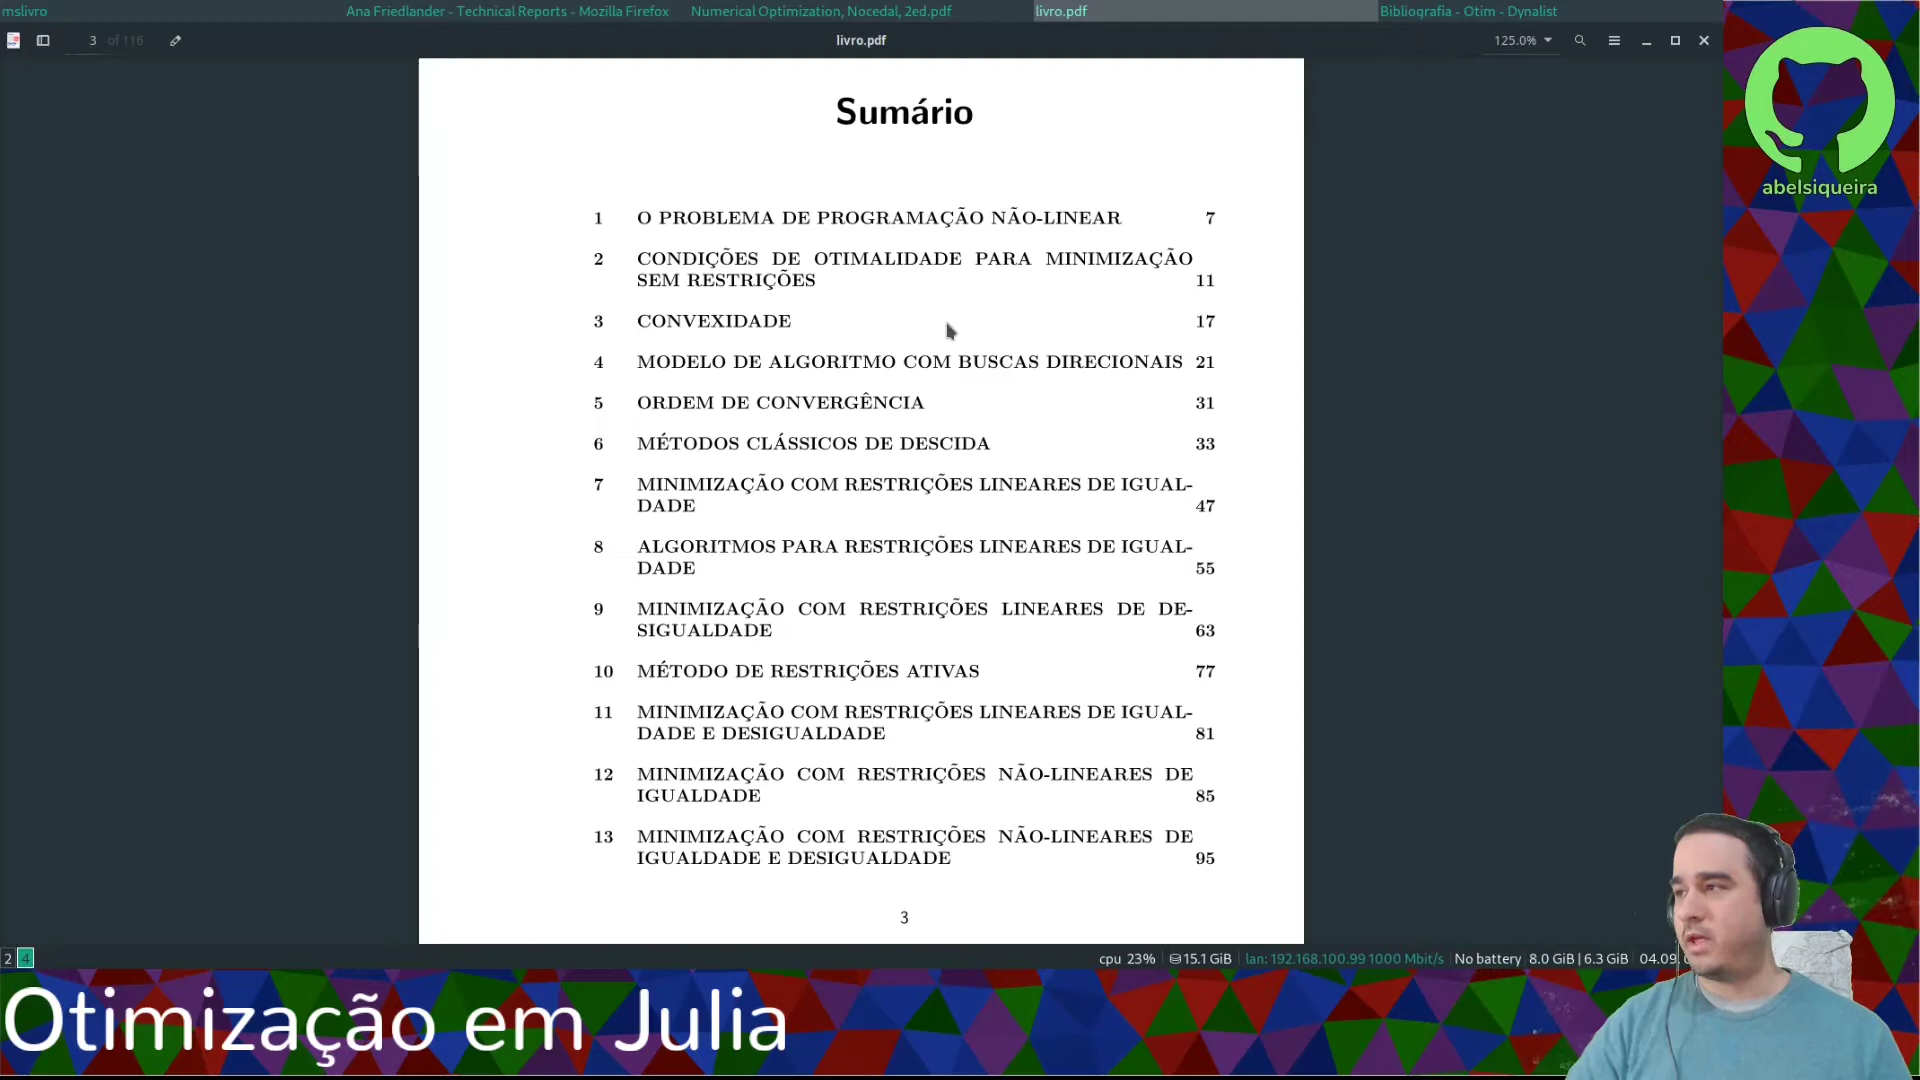 mslivro
Ana Friedlander - Technical Reports - Mozilla Firefox
Numerical Optimization, Nocedal, 2ed.pdf
livro.pdf
Bibliografia - Otim - Dynalist
3 of 116
livro.pdf
125.0%
abelsiqueira
Sumário
1 O PROBLEMA DE PROGRAMAÇÃO NÃO-LINEAR 7
2 CONDIÇÕES DE OTIMALIDADE PARA MINIMIZAÇÃO
SEM RESTRIÇÕES 11
3 CONVEXIDADE 17
4 MODELO DE ALGORITMO COM BUSCAS DIRECIONAIS 21
5 ORDEM DE CONVERGÊNCIA 31
6 MÉTODOS CLÁSSICOS DE DESCIDA 33
7 MINIMIZAÇÃO COM RESTRIÇÕES LINEARES DE IGUAL-
DADE 47
8 ALGORITMOS PARA RESTRIÇÕES LINEARES DE IGUAL-
DADE 55
9 MINIMIZAÇÃO COM RESTRIÇÕES LINEARES DE DE-
SIGUALDADE 63
10 MÉTODO DE RESTRIÇÕES ATIVAS 77
11 MINIMIZAÇÃO COM RESTRIÇÕES LINEARES DE IGUAL-
DADE E DESIGUALDADE 81
12 MINIMIZAÇÃO COM RESTRIÇÕES NÃO-LINEARES DE
IGUALDADE 85
13 MINIMIZAÇÃO COM RESTRIÇÕES NÃO-LINEARES DE
IGUALDADE E DESIGUALDADE 95
3
2 4
cpu 23% 15.1 GiB lan: 192.168.100.99 1000 Mbit/s No battery 8.0 GiB | 6.3 GiB 04.09
Otimização em Julia